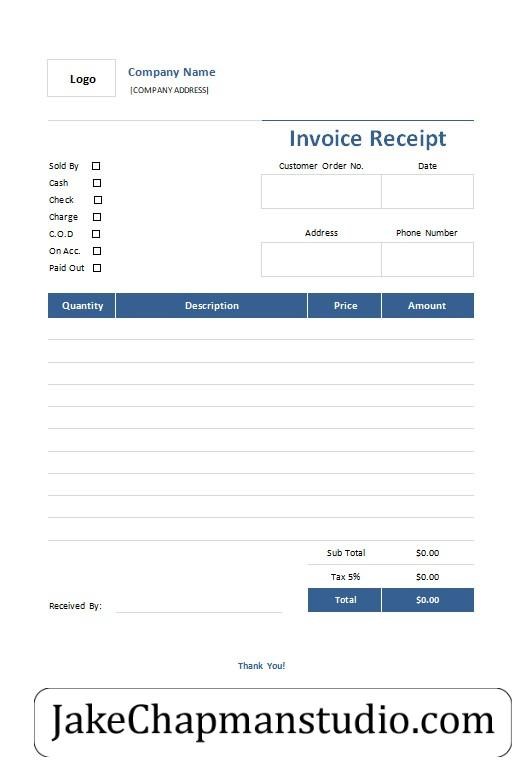 Logo
Company Name
[COMPANY ADDRESS]
Invoice Receipt
Sold By
Customer Order No. Date
Cash
Check
Charge
C.O.D
Address Phone Number
On Acc.
Paid Out
Quantity Description Price Amount
Sub Total $0.00
Tax 5% $0.00
Total $0.00
Received By:
Thank You!
JakeChapmanstudio.com